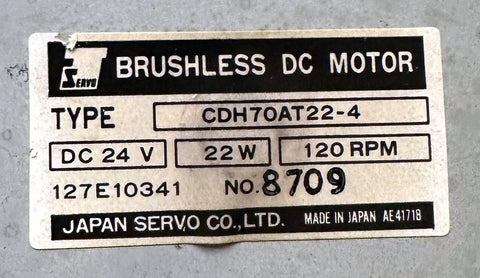 SERVO BRUSHLESS DC MOTOR
TYPE CDH70AT22-4
DC 24 V 22 W 120 RPM
127E10341 NO. 8709
JAPAN SERVO CO., LTD. MADE IN JAPAN AE41718